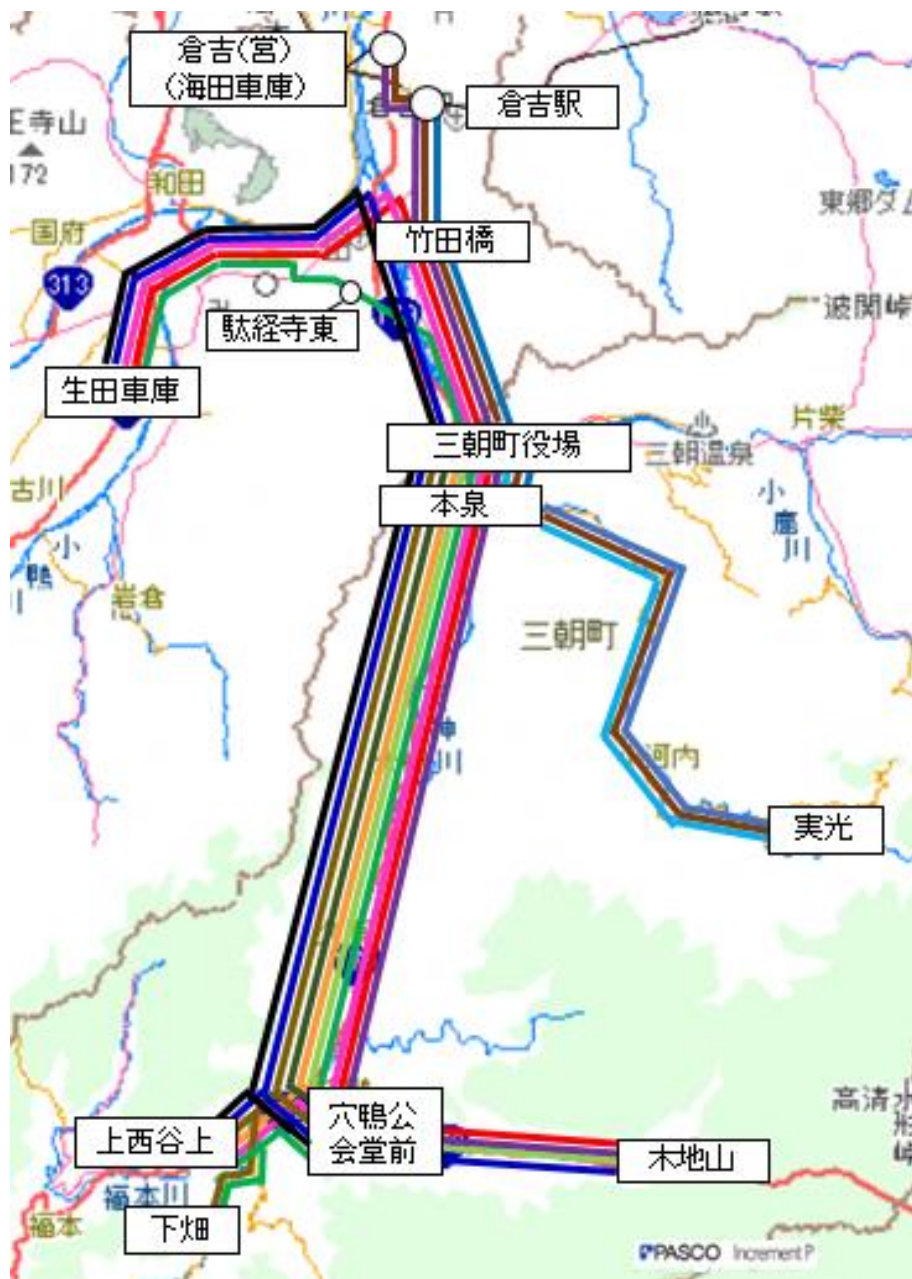 倉吉(営)
(海田車庫)
倉吉駅
172
和田
国府
竹田橋
東郷ダム
313
駄経寺東
波関峠
生田車庫
三朝町役場
三朝温泉
片柴
古川
本泉
小鴨川
小鹿川
岩倉
三朝町
河内
実光
高清水
上西谷上
穴鴨公
会堂前
木地山
福本川
福本
下畑
PASCO Increment P